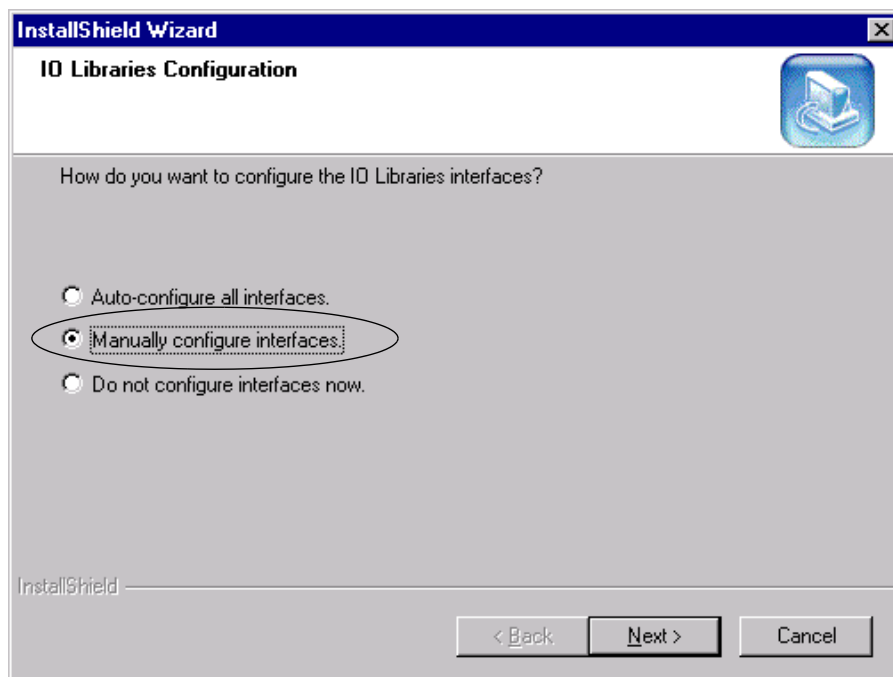 InstallShield Wizard
IO Libraries Configuration
How do you want to configure the IO Libraries interfaces?
Auto-configure all interfaces.
Manually configure interfaces.
Do not configure interfaces now.
InstallShield
< Back
Next >
Cancel